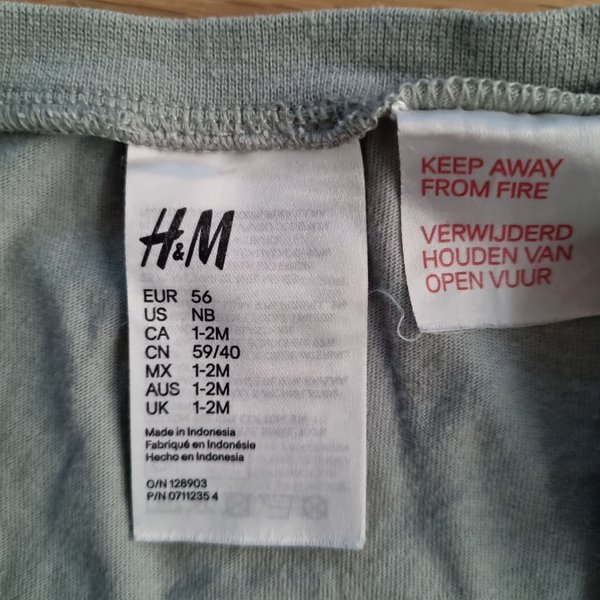 H&M
EUR 56
US NB
CA 1-2M
CN 59/40
MX 1-2M
AUS 1-2M
UK 1-2M
Made in Indonesia
Fabriqué en Indonésie
Hecho en Indonesia
O/N 128903
P/N 0711235 4
KEEP AWAY
FROM FIRE
VERWIJDERD
HOUDEN VAN
OPEN VUUR